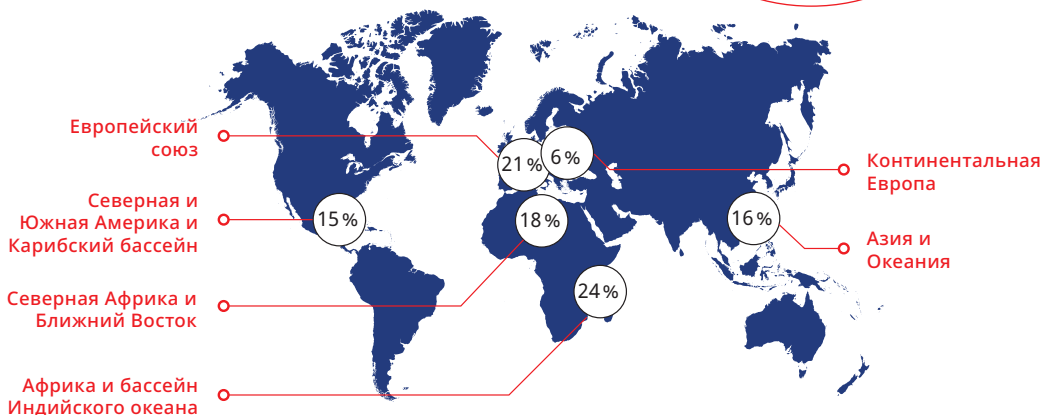 Европейский
союз
Северная и
Южная Америка и
Карибский бассейн
Северная Африка и
Ближний Восток
Африка и бассейн
Индийского океана
21%
6%
15%
18%
16%
24%
Континентальная
Европа
Азия и
Океания